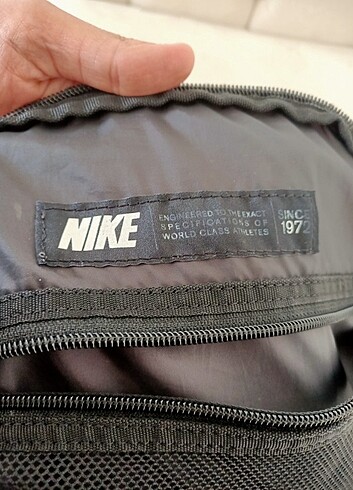 NIKE
ENGINEERED TO THE EXACT
SPECIFICATIONS OF
WORLD CLASS ATHLETES
SINCE
1972